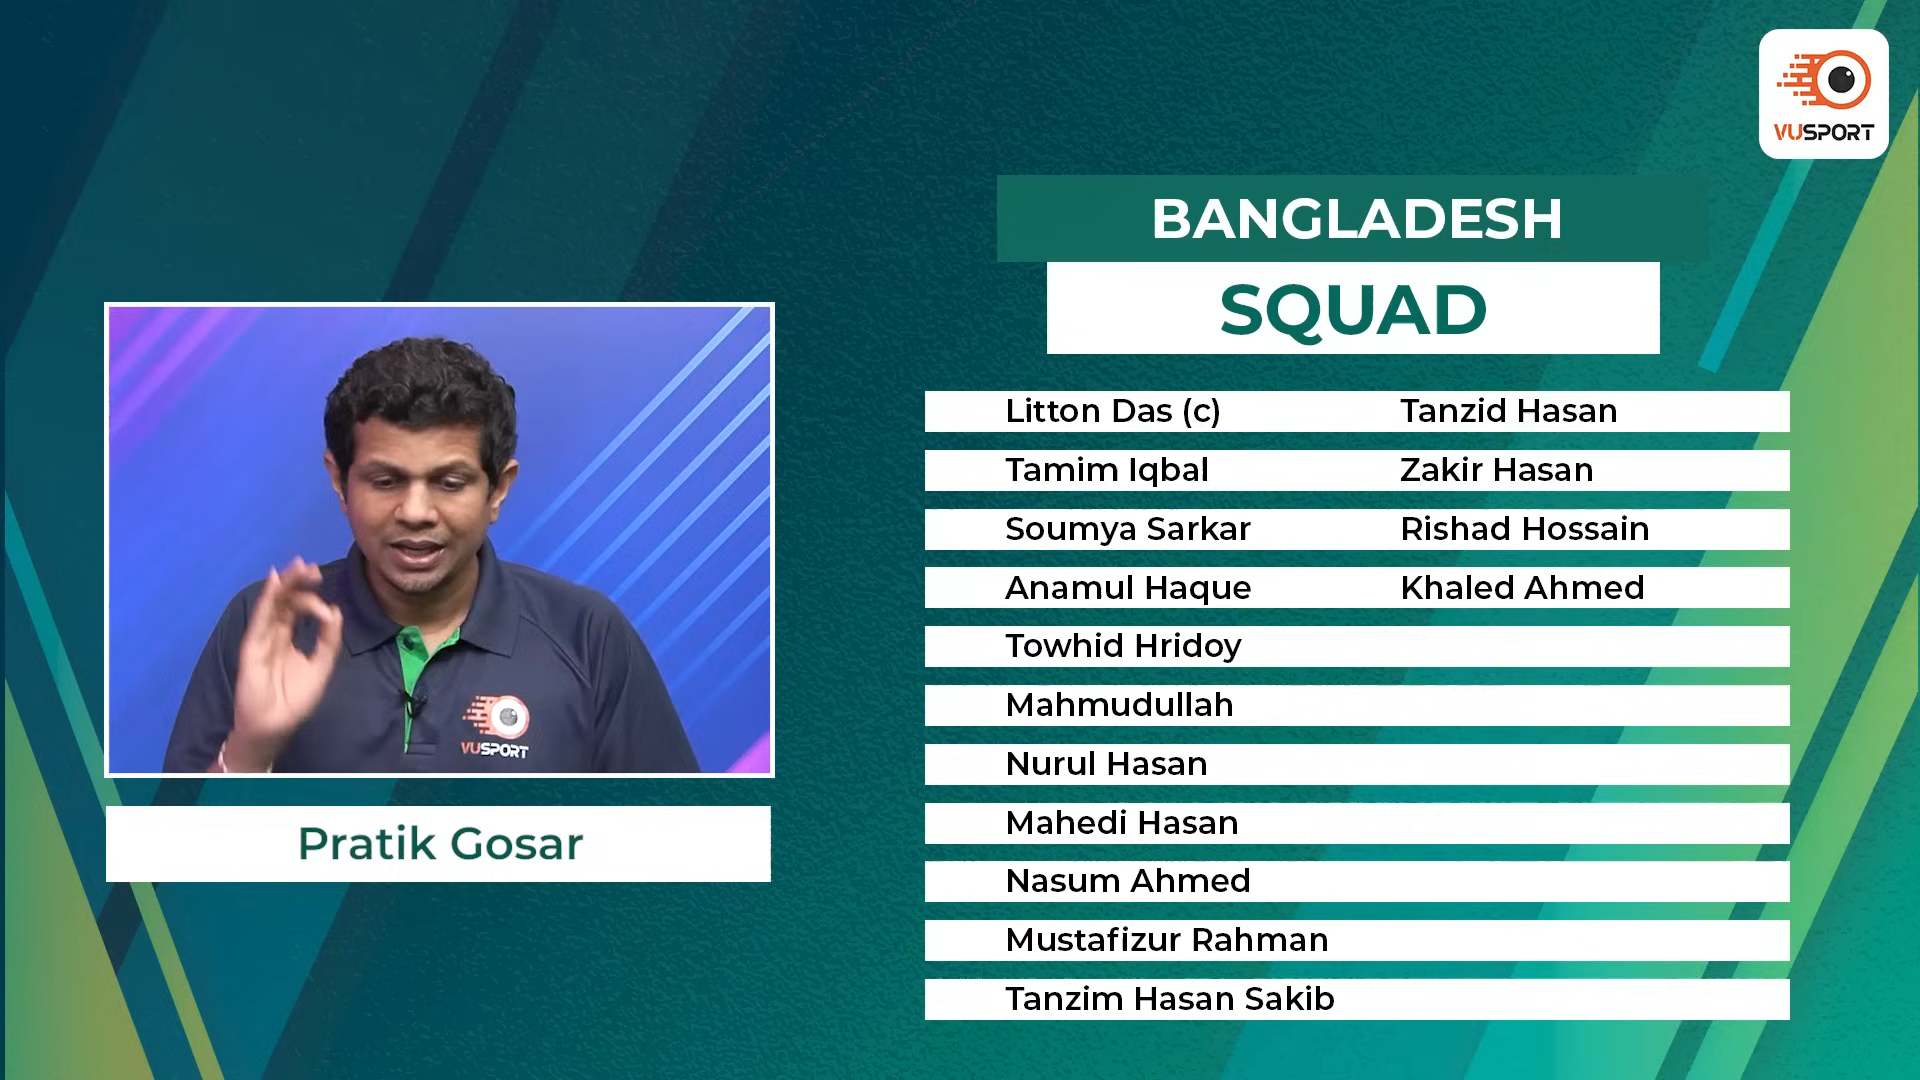 VUSPORT
BANGLADESH
SQUAD
Litton Das (c)
Tamim Iqbal
Soumya Sarkar
Anamul Haque
Towhid Hridoy
Mahmudullah
Nurul Hasan
Mahedi Hasan
Nasum Ahmed
Mustafizur Rahman
Tanzim Hasan Sakib
Tanzid Hasan
Zakir Hasan
Rishad Hossain
Khaled Ahmed
VUSPORT
Pratik Gosar